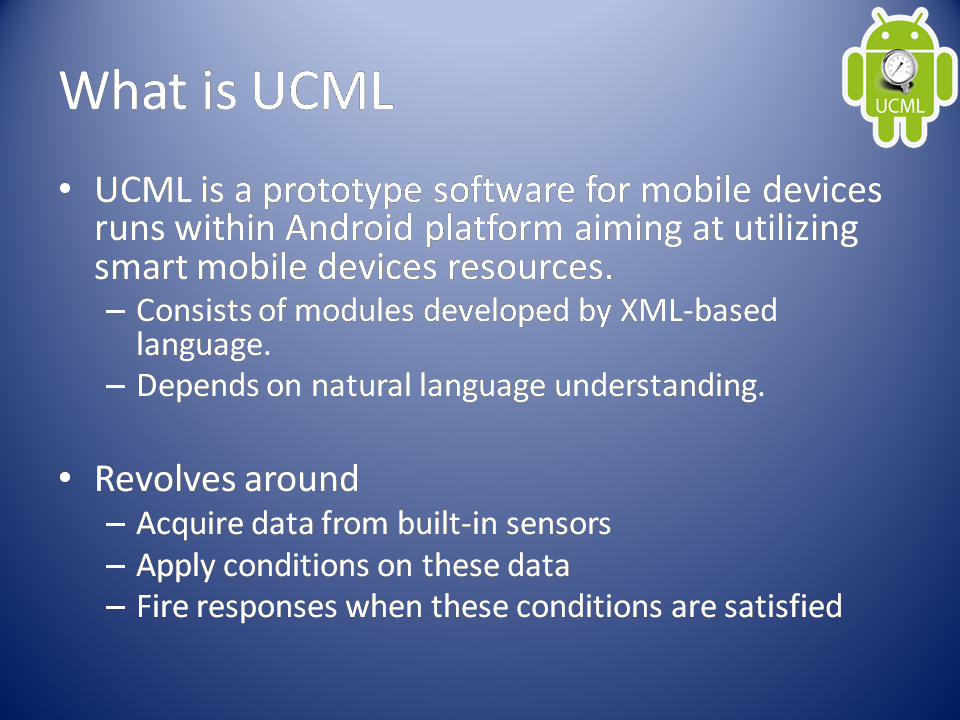 What is UCML
UCML
• UCML is a prototype software for mobile devices
runs within Android platform aiming at utilizing
smart mobile devices resources.
– Consists of modules developed by XML-based
language.
– Depends on natural language understanding.
• Revolves around
– Acquire data from built-in sensors
– Apply conditions on these data
– Fire responses when these conditions are satisfied